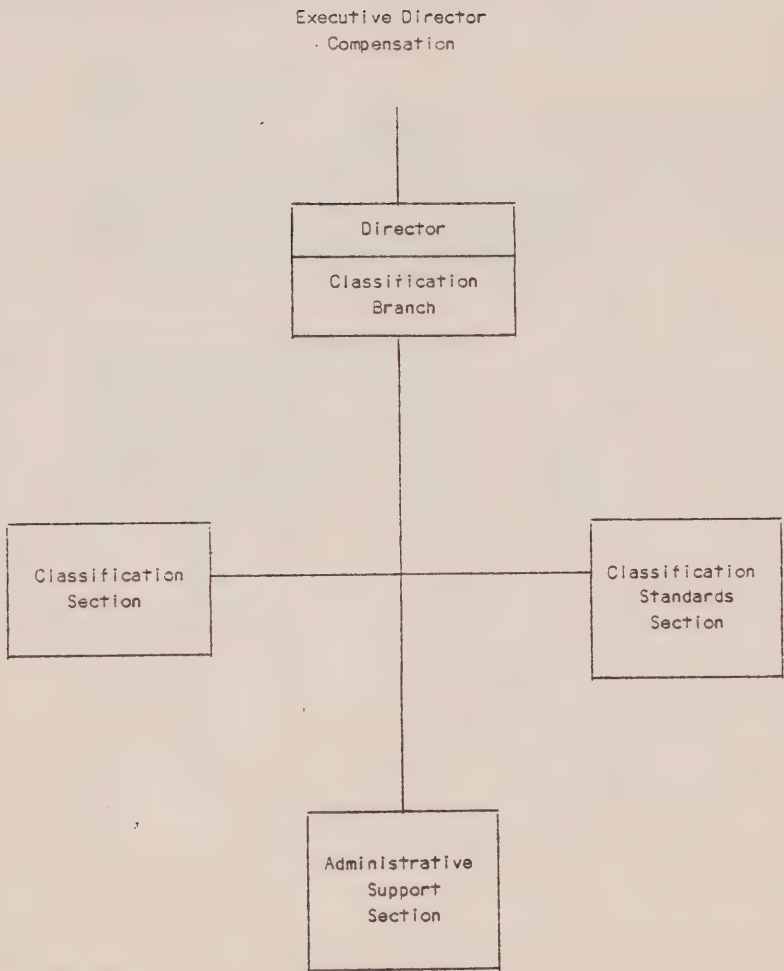 Executive Director
Compensation
Director
Classification
Branch
Classification
Section
Classification
Standards
Section
Administrative
Support
Section